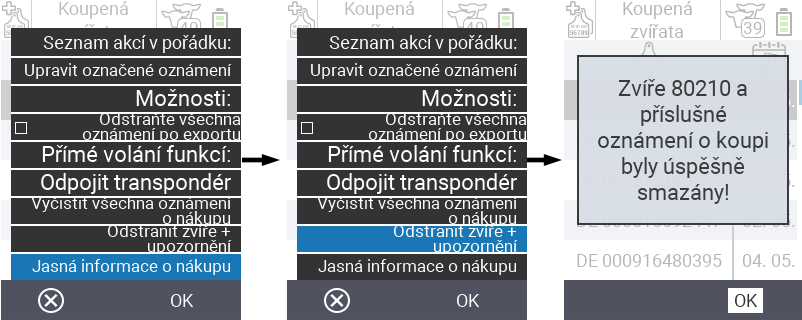 Koupená
40
Seznam akcí v pořádku:
Upravit označené oznámení
Možnosti:
Odstraňte všechna
oznámení po exportu
Přímé volání funkcí:
Odpojit transpondér
Vyčistit všechna oznámení
o nákupu
Odstranit zvíře +
upozornění
Jasná informace o nákupu
OK
Koupená
40
Seznam akcí v pořádku:
Upravit označené oznámení
Možnosti:
Odstraňte všechna
oznámení po exportu
Přímé volání funkcí:
Odpojit transpondér
Vyčistit všechna oznámení
o nákupu
Odstranit zvíře +
upozornění
Jasná informace o nákupu
OK
Koupená
zvířata
39
Zvíře 80210 a
příslušné
oznámení o koupi
byly úspěšně
smazány!
DE 000916480395
04. 05.
OK